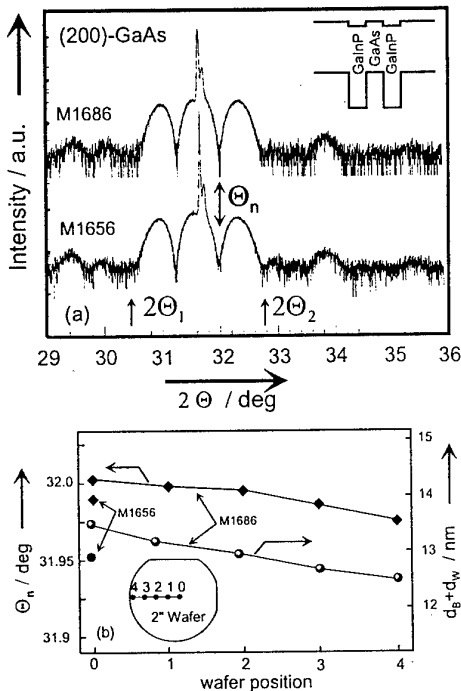 (200)-GaAs
GaInP
GaAs
GaInP
M1686
Θn
M1656
(a)
2Θ1
2Θ2
Intensity / a.u.
29 30 31 32 33 34 35 36
2 Θ / deg
15
14
13
12
32.0
31.95
31.9
M1656
M1686
4 3 2 1 0
2" Wafer
(b)
Θn / deg
dB+dW / nm
0 1 2 3 4
wafer position